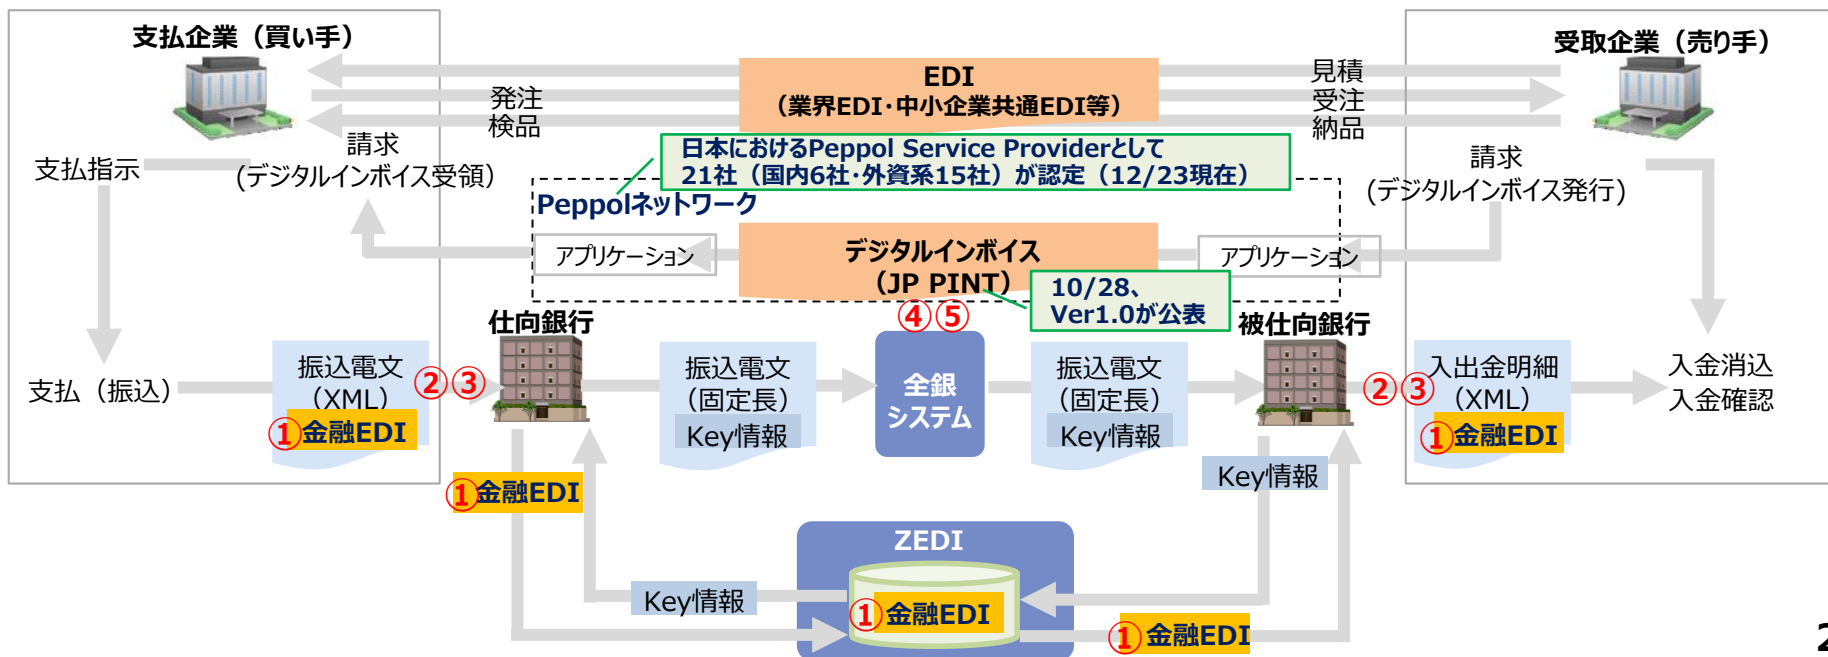 支払企業（買い手）
受取企業（売り手）
EDI
（業界EDI･中小企業共通EDI等）
発注
検品
見積
受注
納品
支払指示
請求
(デジタルインボイス受領)
日本におけるPeppol Service Providerとして
21社（国内6社･外資系15社）が認定（12/23現在）
請求
(デジタルインボイス発行)
Peppolネットワーク
アプリケーション
デジタルインボイス
（JP PINT）
アプリケーション
10/28、
Ver1.0が公表
仕向銀行
④⑤
被仕向銀行
支払（振込）
振込電文
（XML）
①金融EDI
②③
振込電文
（固定長）
Key情報
全銀
システム
振込電文
（固定長）
Key情報
②③
入出金明細
（XML）
①金融EDI
入金消込
入金確認
①金融EDI
Key情報
ZEDI
Key情報
①金融EDI
①金融EDI
2